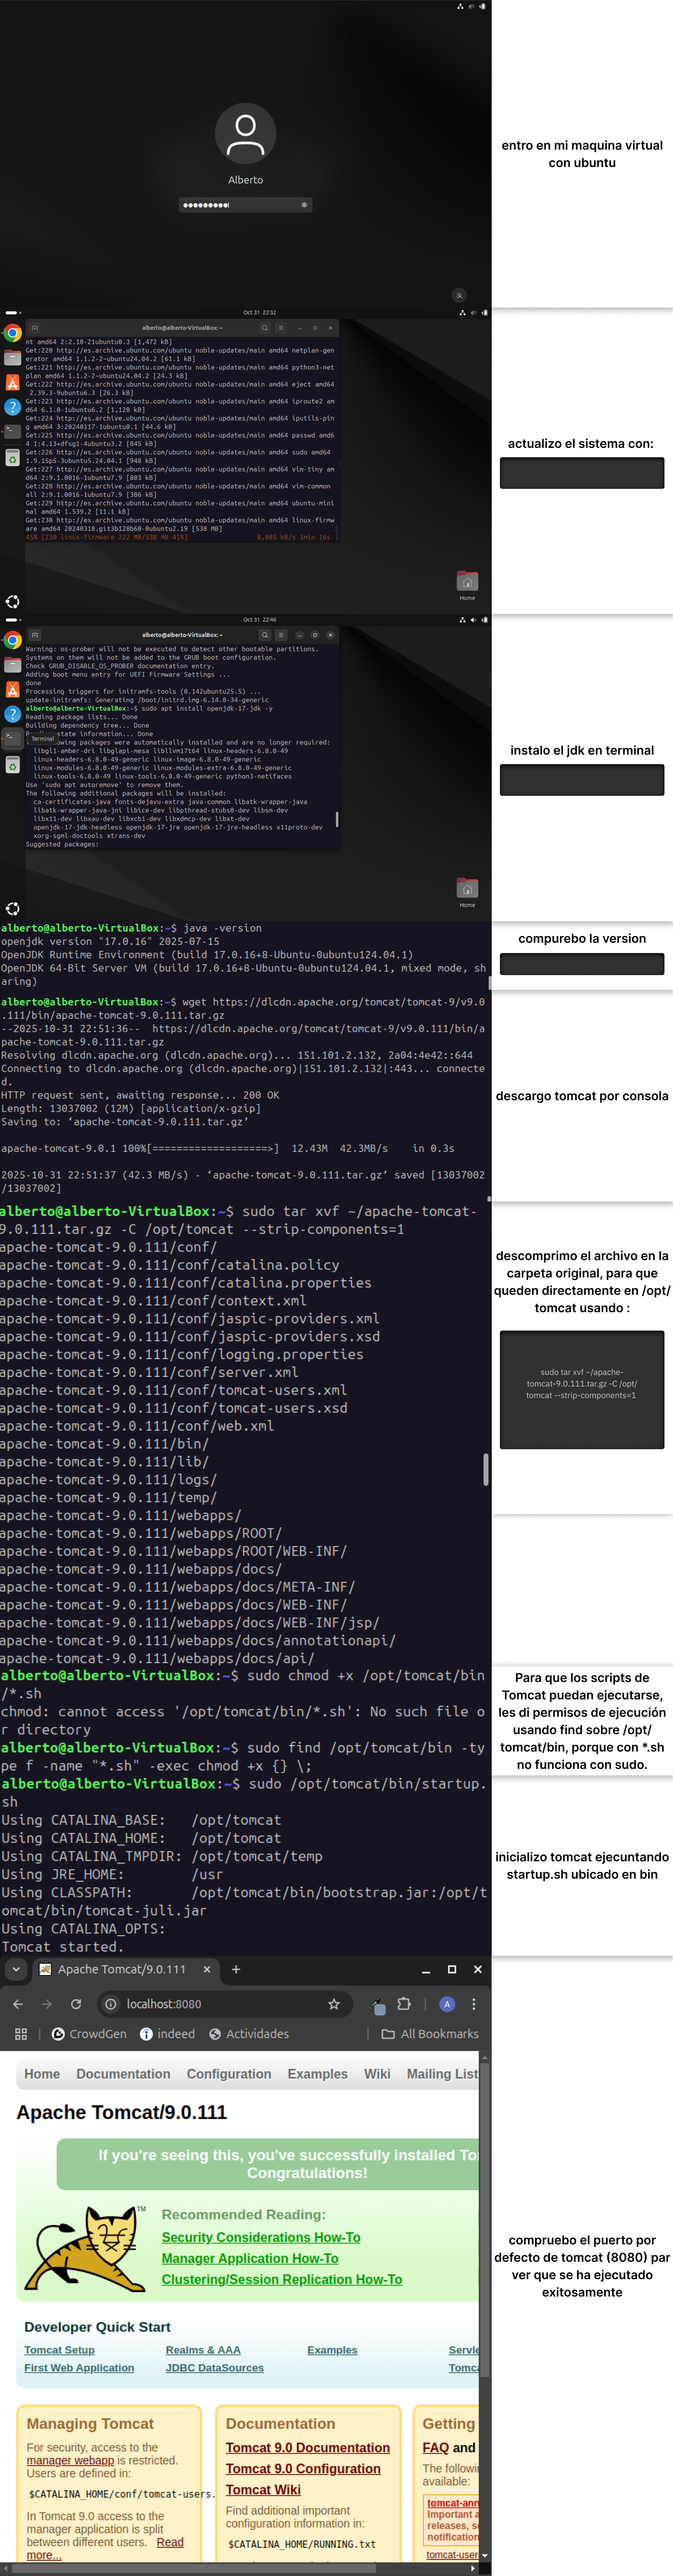 Alberto
entro en mi maquina virtual
con ubuntu
Oct 31 22:32
alberto@alberto-VirtualBox: ~
nt amd64 2:2.10-21ubuntu0.3 [1,472 kB]
Get:220 http://es.archive.ubuntu.com/ubuntu noble-updates/main amd64 netplan-gen
erator amd64 1.1.2-2~ubuntu24.04.2 [61.1 kB]
Get:221 http://es.archive.ubuntu.com/ubuntu noble-updates/main amd64 python3-net
plan amd64 1.1.2-2~ubuntu24.04.2 [24.3 kB]
Get:222 http://es.archive.ubuntu.com/ubuntu noble-updates/main amd64 eject amd64
2.39.3-9ubuntu6.3 [26.3 kB]
Get:223 http://es.archive.ubuntu.com/ubuntu noble-updates/main amd64 iproute2 am
d64 6.1.0-1ubuntu6.2 [1,120 kB]
Get:224 http://es.archive.ubuntu.com/ubuntu noble-updates/main amd64 iputils-pin
g amd64 3:20240117-1ubuntu0.1 [44.6 kB]
Get:225 http://es.archive.ubuntu.com/ubuntu noble-updates/main amd64 passwd amd6
4 1:4.13+dfsg1-4ubuntu3.2 [845 kB]
Get:226 http://es.archive.ubuntu.com/ubuntu noble-updates/main amd64 sudo amd64
1.9.15p5-3ubuntu5.24.04.1 [948 kB]
Get:227 http://es.archive.ubuntu.com/ubuntu noble-updates/main amd64 vim-tiny am
d64 2:9.1.0016-1ubuntu7.9 [803 kB]
Get:228 http://es.archive.ubuntu.com/ubuntu noble-updates/main amd64 vim-common
all 2:9.1.0016-1ubuntu7.9 [386 kB]
Get:229 http://es.archive.ubuntu.com/ubuntu noble-updates/main amd64 ubuntu-mini
mal amd64 1.539.2 [11.1 kB]
Get:230 http://es.archive.ubuntu.com/ubuntu noble-updates/main amd64 linux-firmw
are amd64 20240318.git3b128b60-0ubuntu2.19 [538 MB]
45% [230 linux-firmware 222 MB/538 MB 41%] 8,885 kB/s 1min 16s
Home
actualizo el sistema con:
Oct 31 22:46
alberto@alberto-VirtualBox: ~
Warning: os-prober will not be executed to detect other bootable partitions.
Systems on them will not be added to the GRUB boot configuration.
Check GRUB_DISABLE_OS_PROBER documentation entry.
Adding boot menu entry for UEFI Firmware Settings ...
done
Processing triggers for initramfs-tools (0.142ubuntu25.5) ...
update-initramfs: Generating /boot/initrd.img-6.14.0-34-generic
alberto@alberto-VirtualBox:~$ sudo apt install openjdk-17-jdk -y
Reading package lists... Done
Building dependency tree... Done
state information... Done
Terminal
owing packages were automatically installed and are no longer required:
libgl1-amber-dri libglapi-mesa libllvm17t64 linux-headers-6.8.0-49
linux-headers-6.8.0-49-generic linux-image-6.8.0-49-generic
linux-modules-6.8.0-49-generic linux-modules-extra-6.8.0-49-generic
linux-tools-6.8.0-49 linux-tools-6.8.0-49-generic python3-netifaces
Use 'sudo apt autoremove' to remove them.
The following additional packages will be installed:
ca-certificates-java fonts-dejavu-extra java-common libatk-wrapper-java
libatk-wrapper-java-jni libice-dev libpthread-stubs0-dev libsm-dev
libx11-dev libxau-dev libxcb1-dev libxdmcp-dev libxt-dev
openjdk-17-jdk-headless openjdk-17-jre openjdk-17-jre-headless x11proto-dev
xorg-sgml-doctools xtrans-dev
Suggested packages:
Home
instalo el jdk en terminal
alberto@alberto-VirtualBox:~$ java -version
openjdk version "17.0.16" 2025-07-15
OpenJDK Runtime Environment (build 17.0.16+8-Ubuntu-0ubuntu124.04.1)
OpenJDK 64-Bit Server VM (build 17.0.16+8-Ubuntu-0ubuntu124.04.1, mixed mode, sh
aring)
compurebo la version
alberto@alberto-VirtualBox:~$ wget https://dlcdn.apache.org/tomcat/tomcat-9/v9.0
.111/bin/apache-tomcat-9.0.111.tar.gz
--2025-10-31 22:51:36-- https://dlcdn.apache.org/tomcat/tomcat-9/v9.0.111/bin/a
pache-tomcat-9.0.111.tar.gz
Resolving dlcdn.apache.org (dlcdn.apache.org)... 151.101.2.132, 2a04:4e42::644
Connecting to dlcdn.apache.org (dlcdn.apache.org)|151.101.2.132|:443... connecte
d.
HTTP request sent, awaiting response... 200 OK
Length: 13037002 (12M) [application/x-gzip]
Saving to: ‘apache-tomcat-9.0.111.tar.gz’
apache-tomcat-9.0.1 100%[===================>] 12.43M 42.3MB/s in 0.3s
2025-10-31 22:51:37 (42.3 MB/s) - ‘apache-tomcat-9.0.111.tar.gz’ saved [13037002
/13037002]
descargo tomcat por consola
alberto@alberto-VirtualBox:~$ sudo tar xvf ~/apache-tomcat-
9.0.111.tar.gz -C /opt/tomcat --strip-components=1
apache-tomcat-9.0.111/conf/
apache-tomcat-9.0.111/conf/catalina.policy
apache-tomcat-9.0.111/conf/catalina.properties
apache-tomcat-9.0.111/conf/context.xml
apache-tomcat-9.0.111/conf/jaspic-providers.xml
apache-tomcat-9.0.111/conf/jaspic-providers.xsd
apache-tomcat-9.0.111/conf/logging.properties
apache-tomcat-9.0.111/conf/server.xml
apache-tomcat-9.0.111/conf/tomcat-users.xml
apache-tomcat-9.0.111/conf/tomcat-users.xsd
apache-tomcat-9.0.111/conf/web.xml
apache-tomcat-9.0.111/bin/
apache-tomcat-9.0.111/lib/
apache-tomcat-9.0.111/logs/
apache-tomcat-9.0.111/temp/
apache-tomcat-9.0.111/webapps/
apache-tomcat-9.0.111/webapps/ROOT/
apache-tomcat-9.0.111/webapps/ROOT/WEB-INF/
apache-tomcat-9.0.111/webapps/docs/
apache-tomcat-9.0.111/webapps/docs/META-INF/
apache-tomcat-9.0.111/webapps/docs/WEB-INF/
apache-tomcat-9.0.111/webapps/docs/WEB-INF/jsp/
apache-tomcat-9.0.111/webapps/docs/annotationapi/
apache-tomcat-9.0.111/webapps/docs/api/
descomprimo el archivo en la
carpeta original, para que
queden directamente en /opt/
tomcat usando :
sudo tar xvf ~/apache-
tomcat-9.0.111.tar.gz -C /opt/
tomcat --strip-components=1
alberto@alberto-VirtualBox:~$ sudo chmod +x /opt/tomcat/bin
/*.sh
chmod: cannot access '/opt/tomcat/bin/*.sh': No such file o
r directory
alberto@alberto-VirtualBox:~$ sudo find /opt/tomcat/bin -ty
pe f -name "*.sh" -exec chmod +x {} \;
Para que los scripts de
Tomcat puedan ejecutarse,
les di permisos de ejecución
usando find sobre /opt/
tomcat/bin, porque con *.sh
no funciona con sudo.
alberto@alberto-VirtualBox:~$ sudo /opt/tomcat/bin/startup.
sh
Using CATALINA_BASE: /opt/tomcat
Using CATALINA_HOME: /opt/tomcat
Using CATALINA_TMPDIR: /opt/tomcat/temp
Using JRE_HOME: /usr
Using CLASSPATH: /opt/tomcat/bin/bootstrap.jar:/opt/t
omcat/bin/tomcat-juli.jar
Using CATALINA_OPTS:
Tomcat started.
inicializo tomcat ejecuntando
startup.sh ubicado en bin
Apache Tomcat/9.0.111
localhost:8080
A
CrowdGen indeed Actividades All Bookmarks
Home Documentation Configuration Examples Wiki Mailing List
Apache Tomcat/9.0.111
If you're seeing this, you've successfully installed To
Congratulations!
TM
Recommended Reading:
Security Considerations How-To
Manager Application How-To
Clustering/Session Replication How-To
Developer Quick Start
Tomcat Setup Realms & AAA Examples Servle
First Web Application JDBC DataSources Tomca
Managing Tomcat
For security, access to the
manager webapp is restricted.
Users are defined in:
$CATALINA_HOME/conf/tomcat-users.
In Tomcat 9.0 access to the
manager application is split
between different users. Read
more...
Documentation
Tomcat 9.0 Documentation
Tomcat 9.0 Configuration
Tomcat Wiki
Find additional important
configuration information in:
$CATALINA_HOME/RUNNING.txt
Getting
FAQ and
The followi
available:
tomcat-ann
Important a
releases, s
notification
tomcat-user
compruebo el puerto por
defecto de tomcat (8080) par
ver que se ha ejecutado
exitosamente